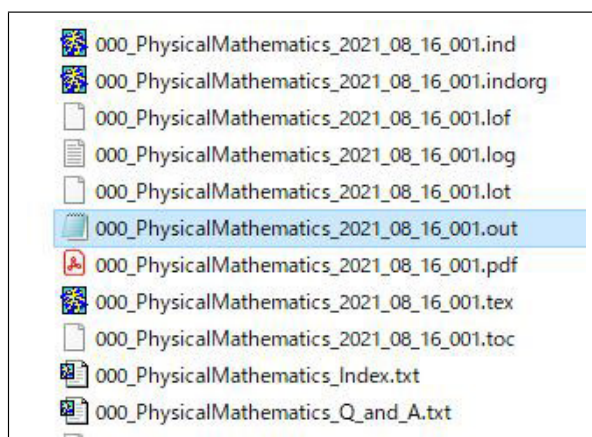 000_PhysicalMathematics_2021_08_16_001.ind
000_PhysicalMathematics_2021_08_16_001.indorg
000_PhysicalMathematics_2021_08_16_001.lof
000_PhysicalMathematics_2021_08_16_001.log
000_PhysicalMathematics_2021_08_16_001.lot
000_PhysicalMathematics_2021_08_16_001.out
000_PhysicalMathematics_2021_08_16_001.pdf
000_PhysicalMathematics_2021_08_16_001.tex
000_PhysicalMathematics_2021_08_16_001.toc
000_PhysicalMathematics_Index.txt
000_PhysicalMathematics_Q_and_A.txt